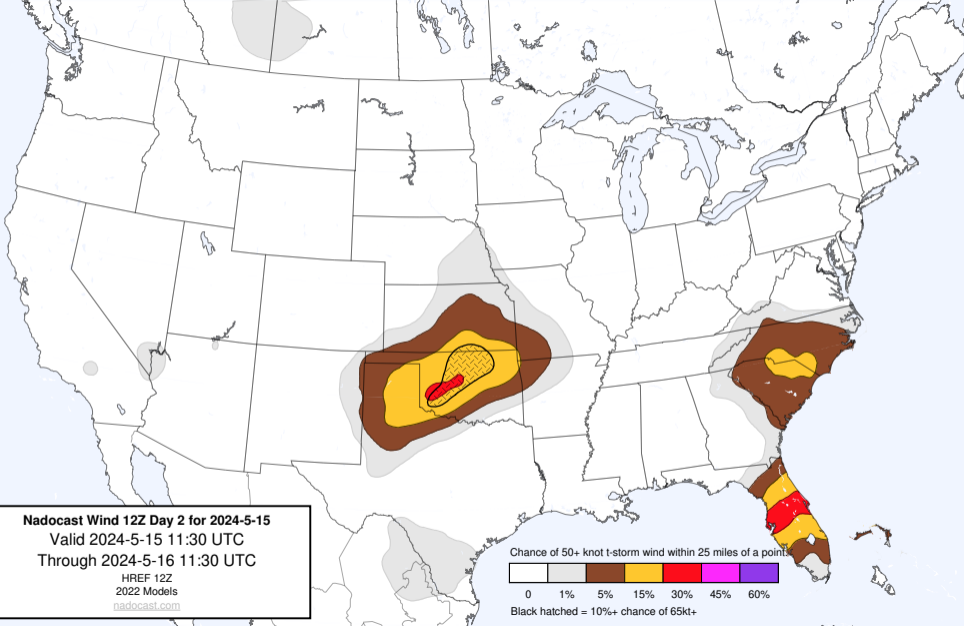 Nadocast Wind 12Z Day 2 for 2024-5-15
Valid 2024-5-15 11:30 UTC
Through 2024-5-16 11:30 UTC
HREF 12Z
2022 Models
nadocast.com
Chance of 50+ knot t-storm wind within 25 miles of a point.
0 1% 5% 15% 30% 45% 60%
Black hatched = 10%+ chance of 65kt+